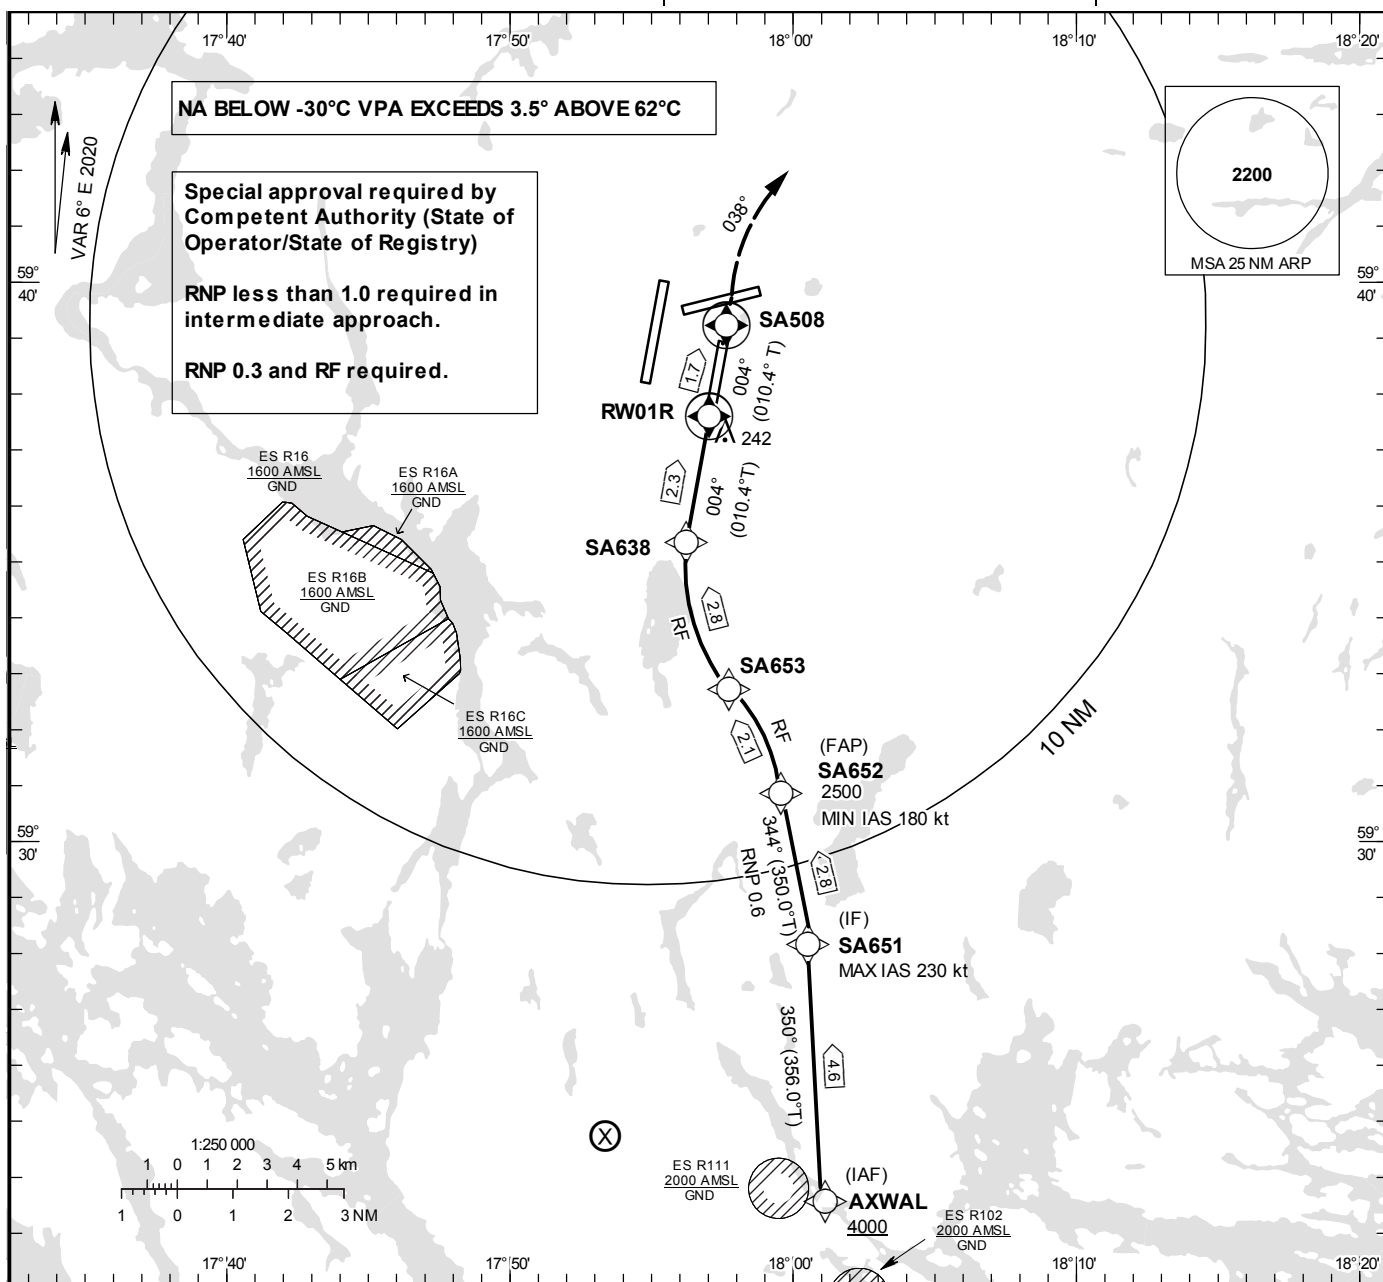 17°40'
17°50'
18°00'
18°10'
18°20'
NA BELOW -30°C VPA EXCEEDS 3.5° ABOVE 62°C
VAR 6° E 2020
Special approval required by
Competent Authority (State of
Operator/State of Registry)
RNP less than 1.0 required in
intermediate approach.
RNP 0.3 and RF required.
2200
MSA 25 NM ARP
038°
59°
40'
59°
40'
SA508
1.7
004°
(010.4° T)
RW01R
242
2.3
004°
(010.4°T)
ES R16
1600 AMSL
GND
ES R16A
1600 AMSL
GND
SA638
ES R16B
1600 AMSL
GND
2.8
RF
SA653
ES R16C
1600 AMSL
GND
RF
2.1
10 NM
(FAP)
SA652
2500
MIN IAS 180 kt
59°
30'
59°
30'
344° (350.0°T)
RNP 0.6
2.8
(IF)
SA651
MAX IAS 230 kt
350° (356.0°T)
4.6
X
1:250 000
1 0 1 2 3 4 5 km
1 0 1 2 3 NM
ES R111
2000 AMSL
GND
(IAF)
AXWAL
4000
ES R102
2000 AMSL
GND
17°40'
17°50'
18°00'
18°10'
18°20'